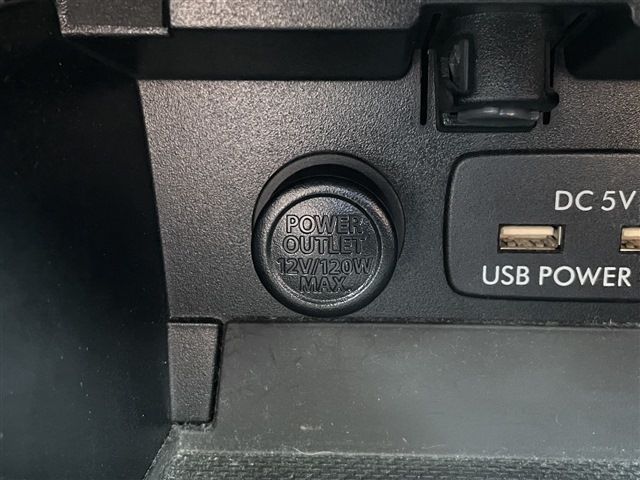 POWER
OUTLET
12V/120W
MAX.
DC 5V
USB POWER